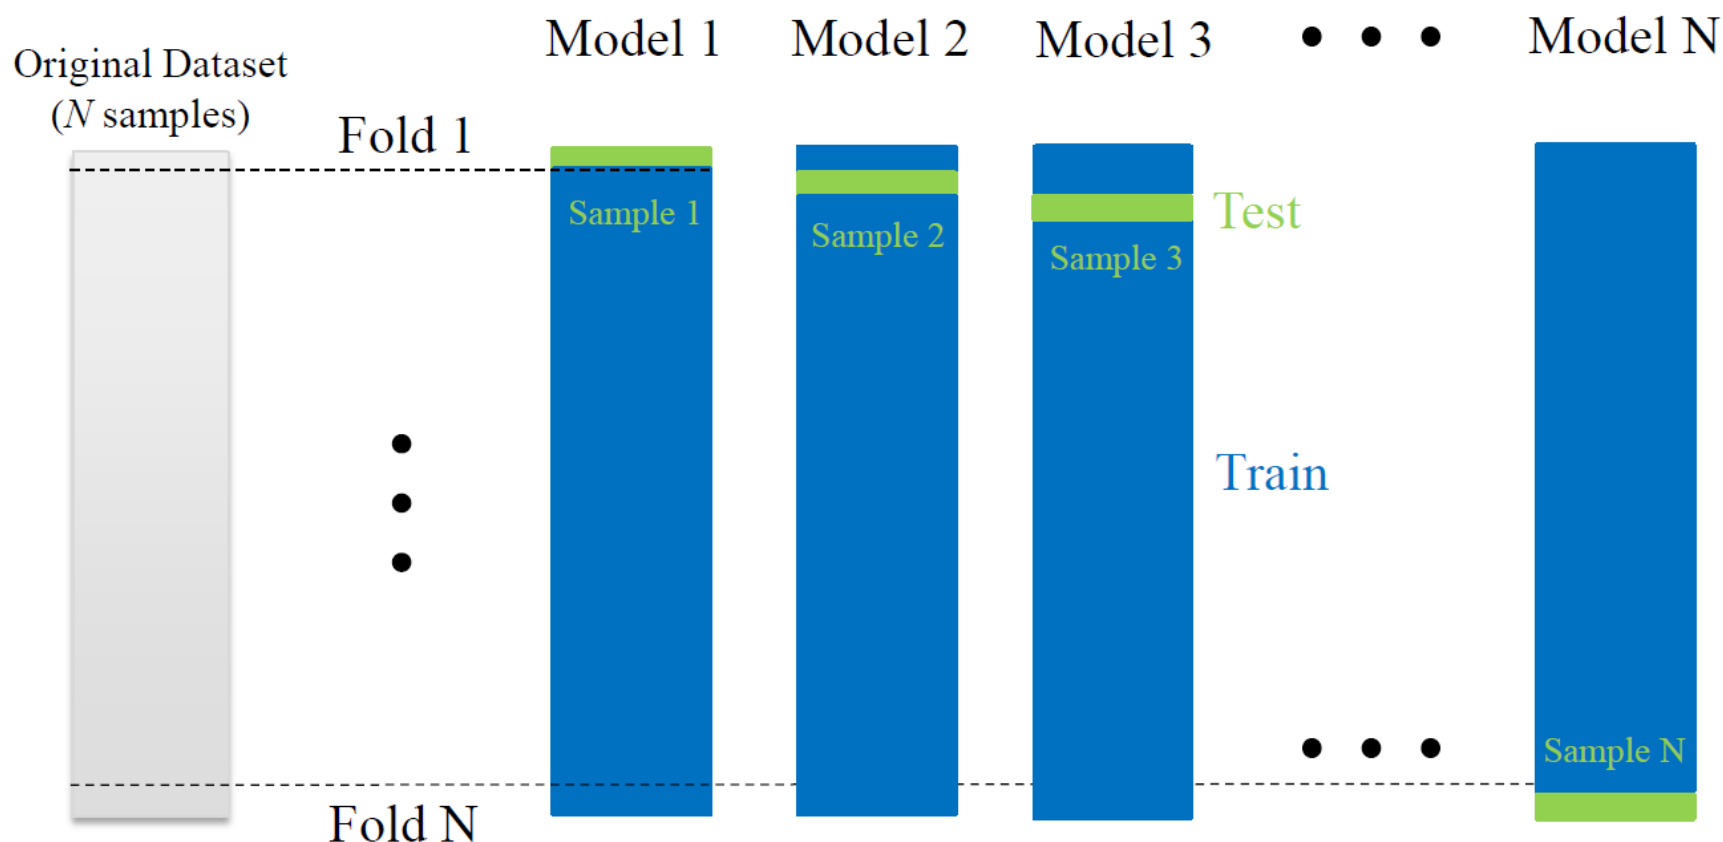 Model 1
Model 2
Model 3
Model N
Original Dataset
(N samples)
Fold 1
Sample 1
Sample 2
Sample 3
Test
Train
Sample N
Fold N